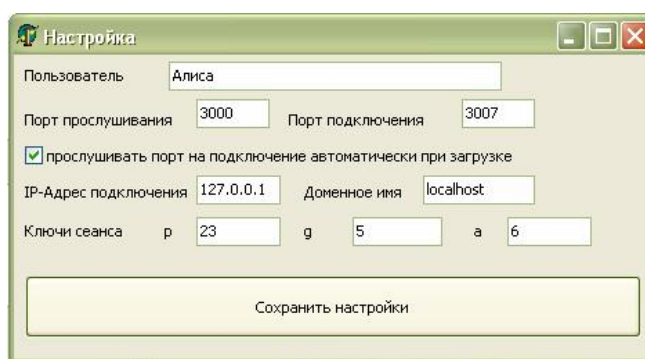 Настройка
Пользователь Алиса
Порт прослушивания 3000 Порт подключения 3007
прослушивать порт на подключение автоматически при загрузке
IP-Адрес подключения 127.0.0.1 Доменное имя localhost
Ключи сеанса p 23 g 5 a 6
Сохранить настройки